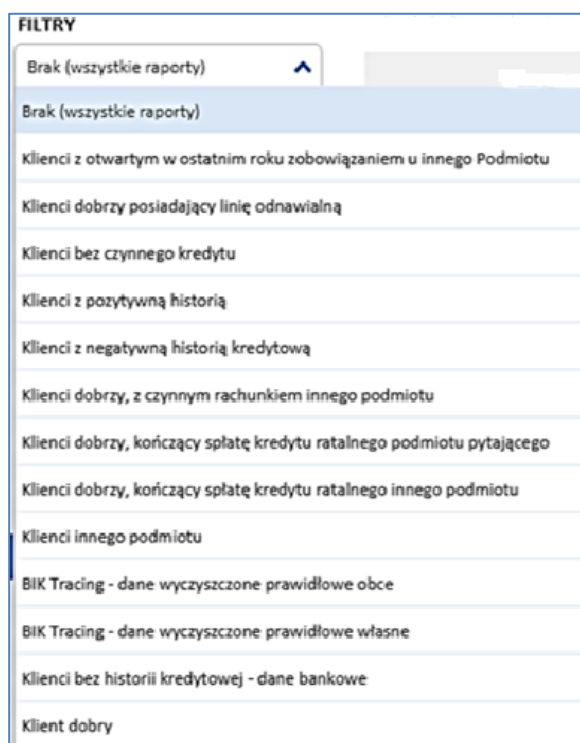 FILTRY
Brak (wszystkie raporty)
Brak (wszystkie raporty)
Klienci z otwartym w ostatnim roku zobowiązaniem u innego Podmiotu
Klienci dobrzy posiadający linię odnawialną
Klienci bez czynnego kredytu
Klienci z pozytywną historią
Klienci z negatywną historią kredytową
Klienci dobrzy, z czynnym rachunkiem innego podmiotu
Klienci dobrzy, kończący spłatę kredytu ratalnego podmiotu pytającego
Klienci dobrzy, kończący spłatę kredytu ratalnego innego podmiotu
Klienci innego podmiotu
BIK Tracing - dane wyczyszczone prawidłowe obce
BIK Tracing - dane wyczyszczone prawidłowe własne
Klienci bez historii kredytowej - dane bankowe
Klient dobry